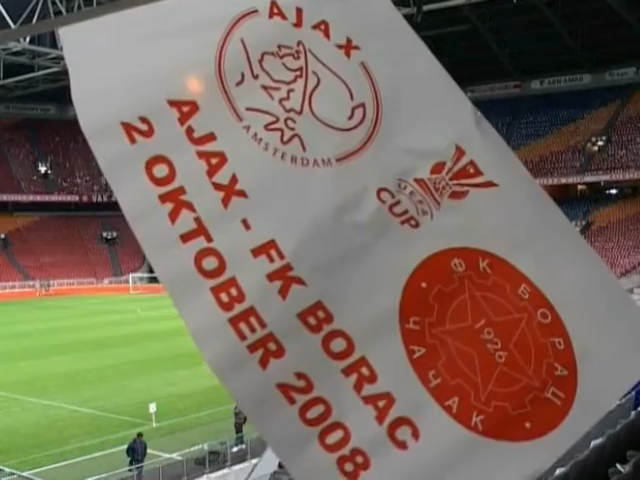 AJAX
AMSTERDAM
AJAX - FK BORAC
2 OKTOBER 2008
UEFA
CUP
ФК БОРАЦ
1926
ЧАЧАК